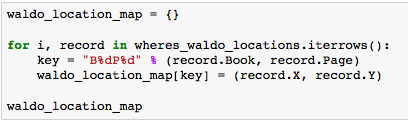 waldo_location_map = {}
for i, record in wheres_waldo_locations.iterrows():
    key = "B%dP%d" % (record.Book, record.Page)
    waldo_location_map[key] = (record.X, record.Y)
waldo_location_map